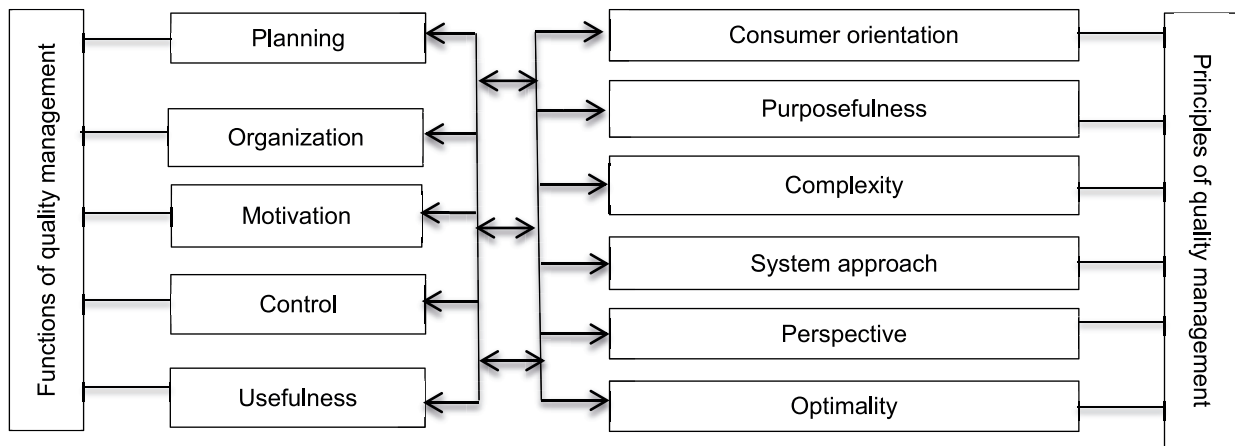 Functions of quality management
Planning
Organization
Motivation
Control
Usefulness
Consumer orientation
Purposefulness
Complexity
System approach
Perspective
Optimality
Principles of quality management